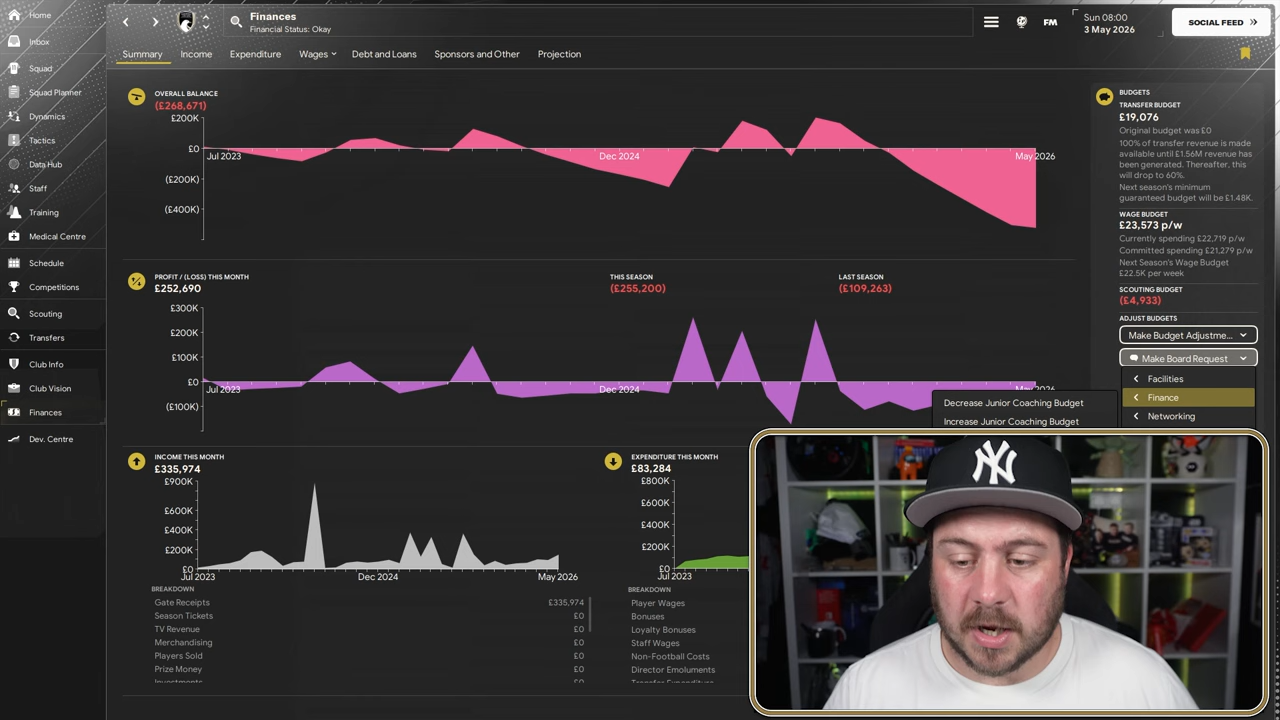 Home
Inbox
Squad
Squad Planner
Dynamics
Tactics
Data Hub
Staff
Training
Medical Centre
Schedule
Competitions
Scouting
Transfers
Club Info
Club Vision
Finances
Dev. Centre
Finances
Financial Status: Okay
FM
Sun 08:00
3 May 2026
SOCIAL FEED
Summary
Income
Expenditure
Wages
Debt and Loans
Sponsors and Other
Projection
OVERALL BALANCE
(£268,671)
£200K
£0
(£200K)
(£400K)
Jul 2023
Dec 2024
May 2026
PROFIT / (LOSS) THIS MONTH
£252,690
THIS SEASON
(£255,200)
LAST SEASON
(£109,263)
£300K
£200K
£100K
£0
(£100K)
Jul 2023
Dec 2024
May 2026
INCOME THIS MONTH
£335,974
£900K
£600K
£400K
£200K
£0
Jul 2023
Dec 2024
May 2026
BREAKDOWN
Gate Receipts £335,974
Season Tickets £0
TV Revenue £0
Merchandising £0
Players Sold £0
Prize Money £0
Investments £0
EXPENDITURE THIS MONTH
£83,284
£800K
£600K
£400K
£200K
£0
Jul 2023
BREAKDOWN
Player Wages
Bonuses
Loyalty Bonuses
Staff Wages
Non-Football Costs
Director Emoluments
Transfer Expenditure
BUDGETS
TRANSFER BUDGET
£19,076
Original budget was £0
100% of transfer revenue is made
available until £1.56M revenue has
been generated. Thereafter, this
will drop to 60%.
Next season's minimum
guaranteed budget will be £1.48K.
WAGE BUDGET
£23,573 p/w
Currently spending £22,719 p/w
Committed spending £21,279 p/w
Next Season's Wage Budget
£22.5K per week
SCOUTING BUDGET
(£4,933)
ADJUST BUDGETS
Make Budget Adjustme...
Make Board Request
Facilities
Finance
Networking
Decrease Junior Coaching Budget
Increase Junior Coaching Budget
NY